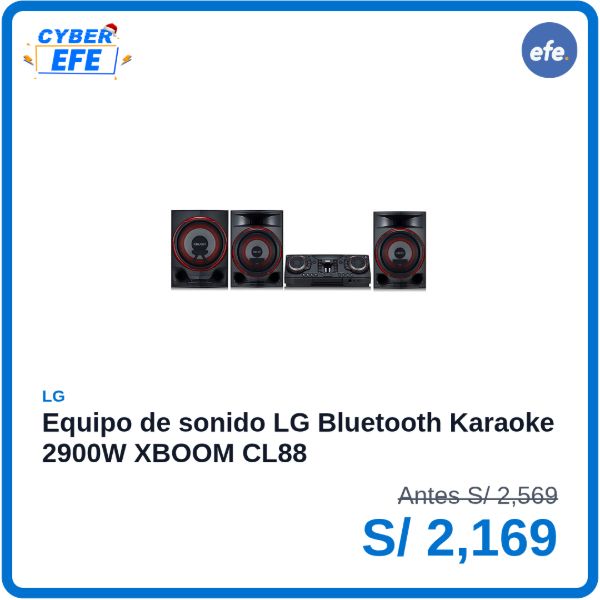 CYBER
EFE
efe.
LG
Equipo de sonido LG Bluetooth Karaoke
2900W XBOOM CL88
Antes S/ 2,569
S/ 2,169